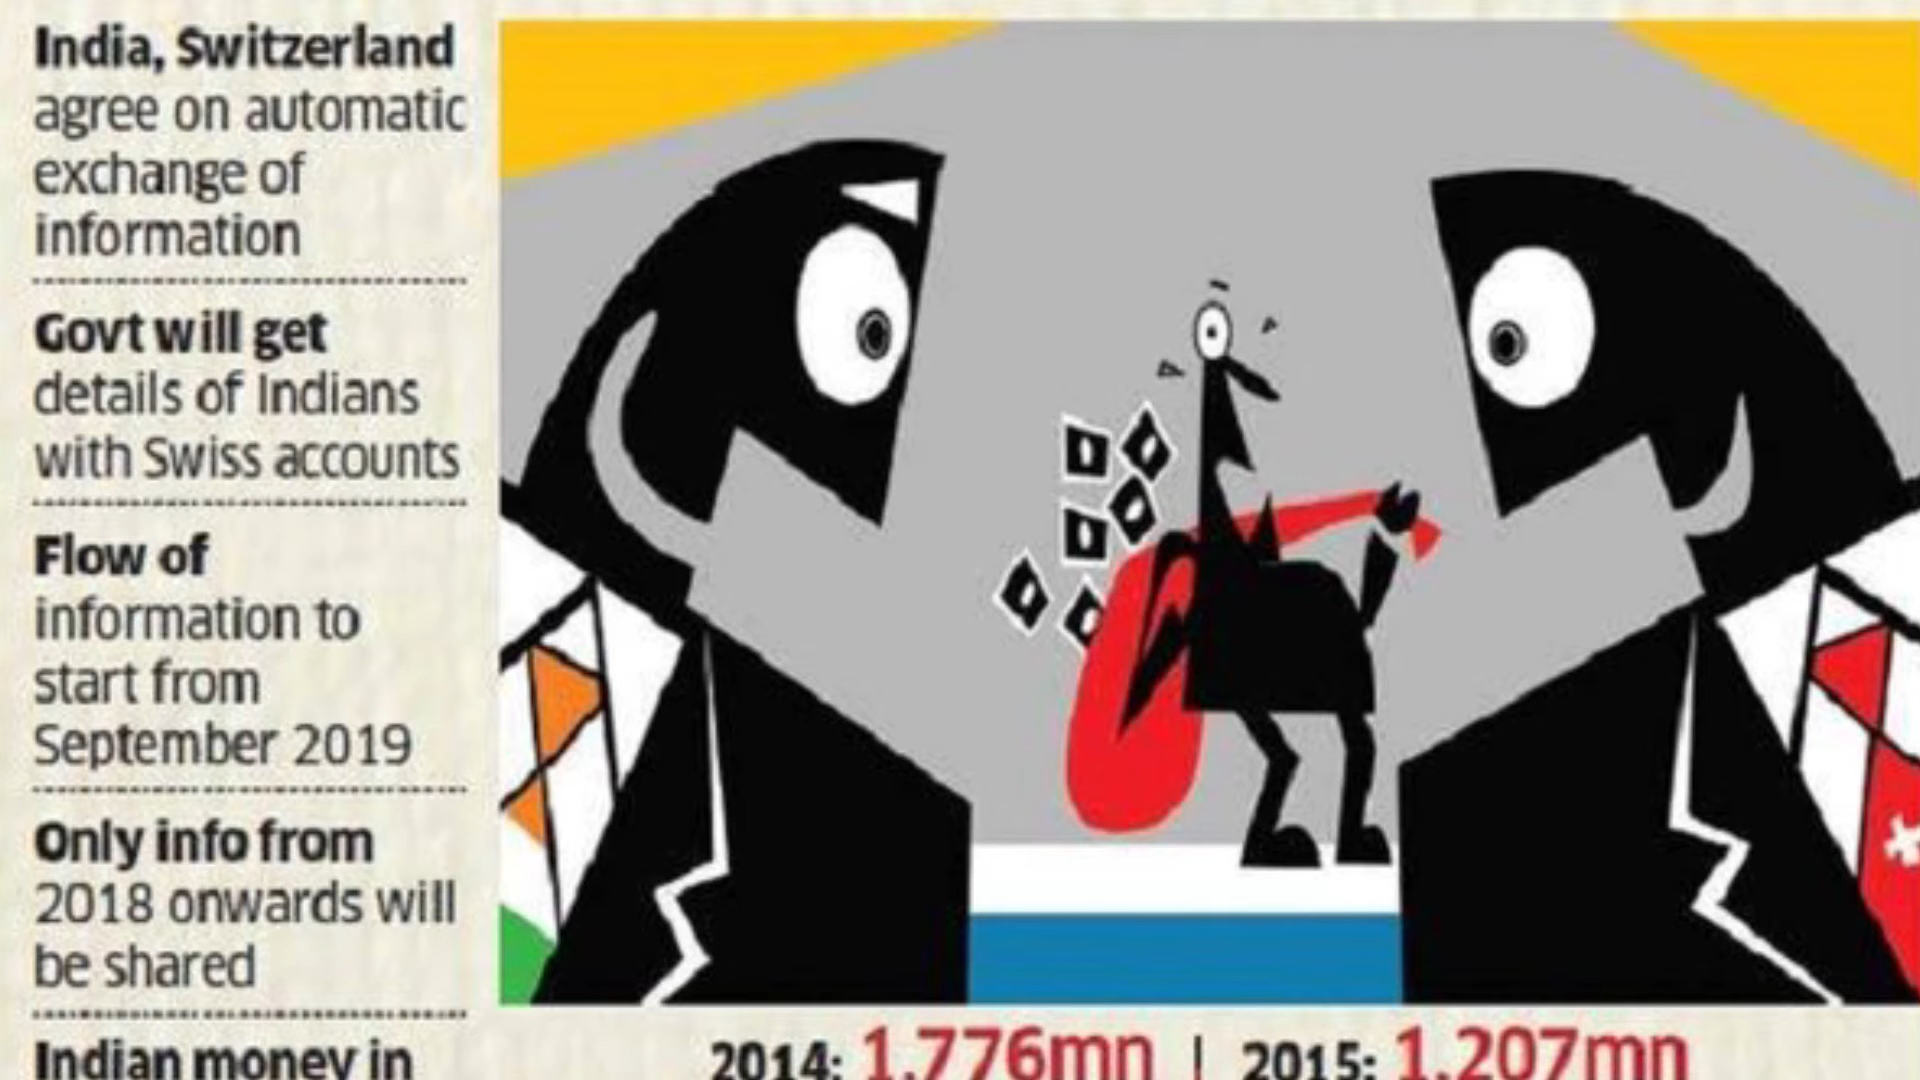 India, Switzerland
agree on automatic
exchange of
information
Govt will get
details of Indians
with Swiss accounts
Flow of
information to
start from
September 2019
Only info from
2018 onwards will
be shared
Indian money in
2014: 1,776mn | 2015: 1,207mn